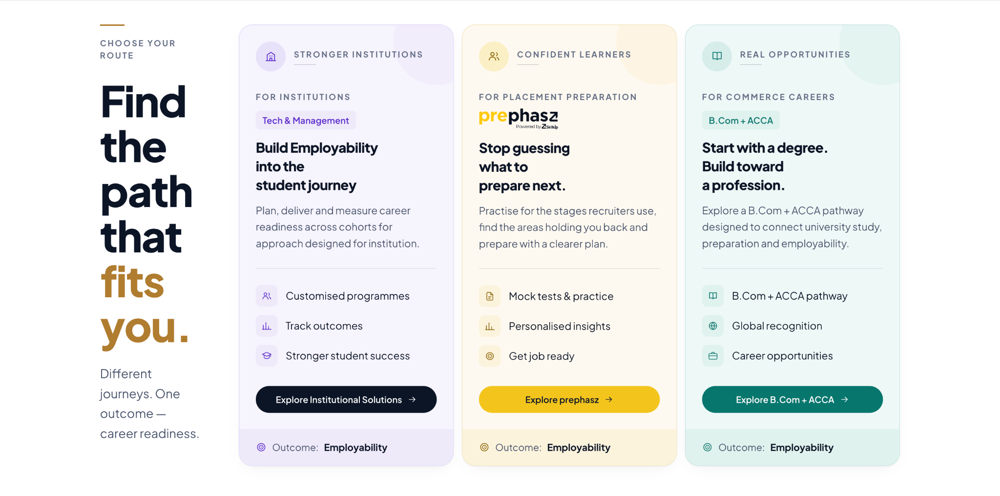 CHOOSE YOUR
ROUTE
Find
the
path
that
fits
you.
Different
journeys. One
outcome —
career readiness.
STRONGER INSTITUTIONS
FOR INSTITUTIONS
Tech & Management
Build Employability
into the
student journey
Plan, deliver and measure career
readiness across cohorts for
approach designed for institution.
Customised programmes
Track outcomes
Stronger student success
Explore Institutional Solutions →
Outcome: Employability
CONFIDENT LEARNERS
FOR PLACEMENT PREPARATION
prephasz
Powered by SkillUp
Stop guessing
what to
prepare next.
Practise for the stages recruiters use,
find the areas holding you back and
prepare with a clearer plan.
Mock tests & practice
Personalised insights
Get job ready
Explore prephasz →
Outcome: Employability
REAL OPPORTUNITIES
FOR COMMERCE CAREERS
B.Com + ACCA
Start with a degree.
Build toward
a profession.
Explore a B.Com + ACCA pathway
designed to connect university study,
preparation and employability.
B.Com + ACCA pathway
Global recognition
Career opportunities
Explore B.Com + ACCA →
Outcome: Employability